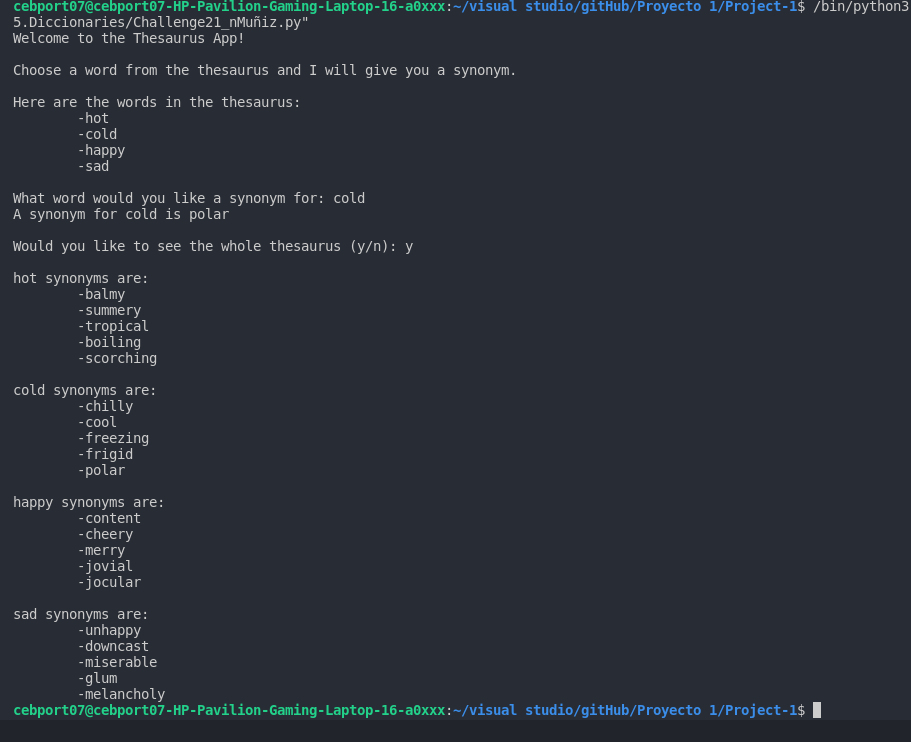 cebport07@cebport07-HP-Pavilion-Gaming-Laptop-16-a0xxx:~/visual studio/gitHub/Proyecto 1/Project-1$ /bin/python3
5.Diccionaries/Challenge21_nMuñiz.py"
Welcome to the Thesaurus App!
Choose a word from the thesaurus and I will give you a synonym.
Here are the words in the thesaurus:
-hot
-cold
-happy
-sad
What word would you like a synonym for: cold
A synonym for cold is polar
Would you like to see the whole thesaurus (y/n): y
hot synonyms are:
-balmy
-summery
-tropical
-boiling
-scorching
cold synonyms are:
-chilly
-cool
-freezing
-frigid
-polar
happy synonyms are:
-content
-cheery
-merry
-jovial
-jocular
sad synonyms are:
-unhappy
-downcast
-miserable
-glum
-melancholy
cebport07@cebport07-HP-Pavilion-Gaming-Laptop-16-a0xxx:~/visual studio/gitHub/Proyecto 1/Project-1$